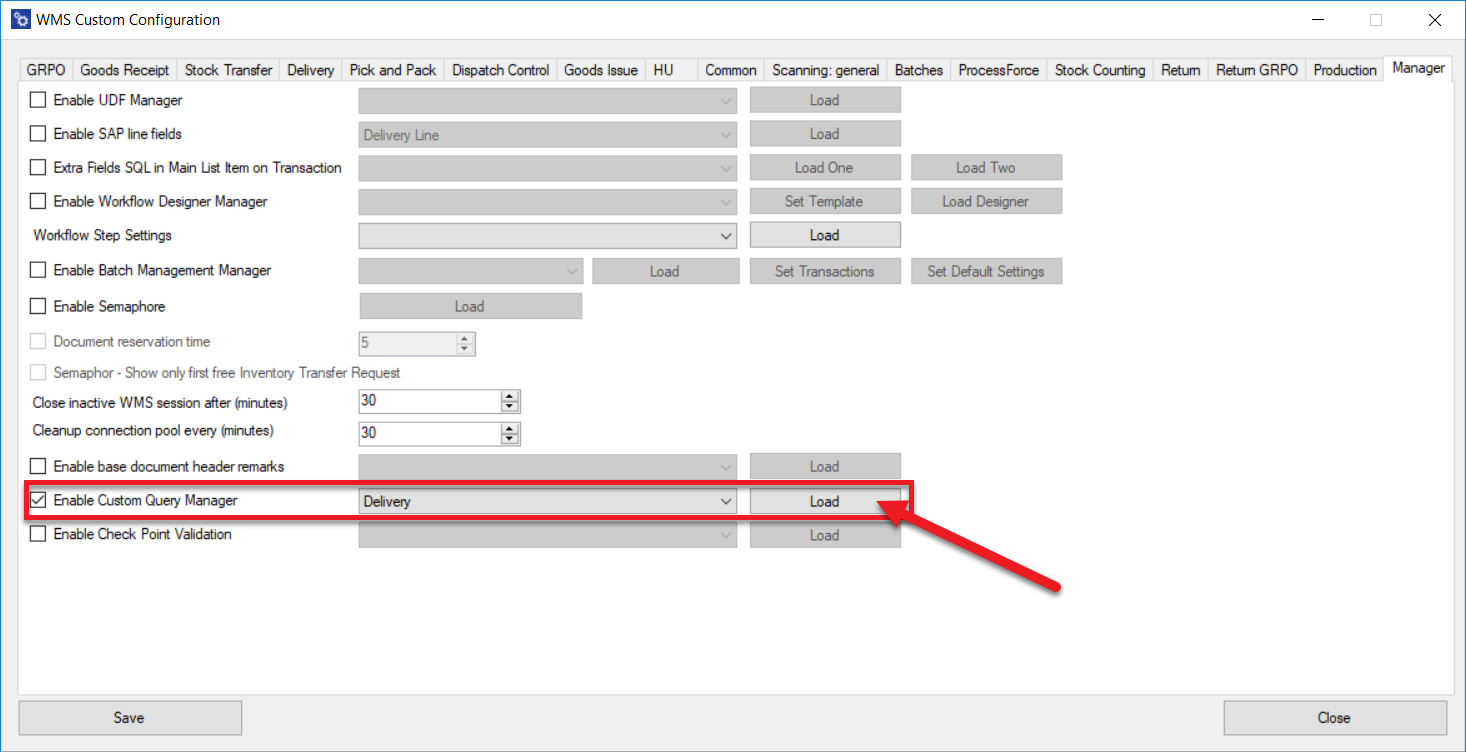 WMS Custom Configuration
GRPO Goods Receipt Stock Transfer Delivery Pick and Pack Dispatch Control Goods Issue HU Common Scanning: general Batches ProcessForce Stock Counting Return Return GRPO Production Manager
Enable UDF Manager Load
Enable SAP line fields Delivery Line Load
Extra Fields SQL in Main List Item on Transaction Load One Load Two
Enable Workflow Designer Manager Set Template Load Designer
Workflow Step Settings Load
Enable Batch Management Manager Load Set Transactions Set Default Settings
Enable Semaphore Load
Document reservation time 5
Semaphor - Show only first free Inventory Transfer Request
Close inactive WMS session after (minutes) 30
Cleanup connection pool every (minutes) 30
Enable base document header remarks Load
Enable Custom Query Manager Delivery Load
Enable Check Point Validation Load
Save Close